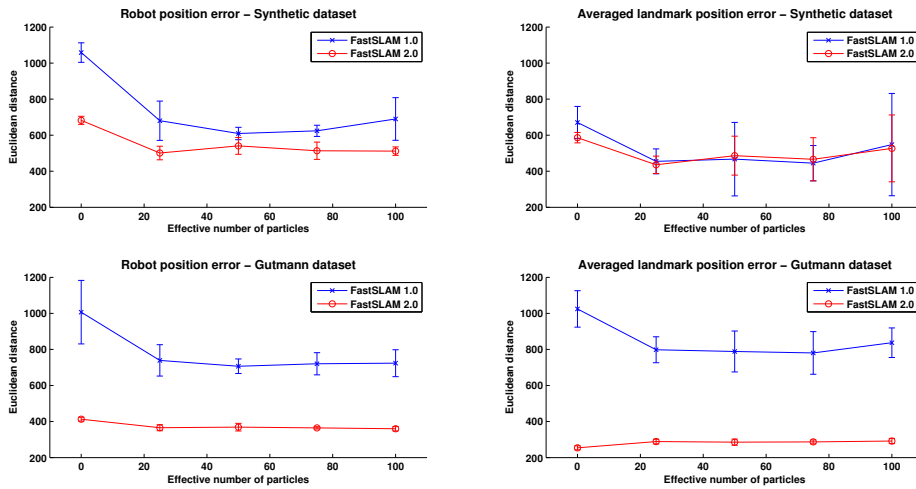 Robot position error – Synthetic dataset
1200
1000
800
600
400
200
Euclidean distance
FastSLAM 1.0
FastSLAM 2.0
0 20 40 60 80 100
Effective number of particles
Averaged landmark position error – Synthetic dataset
1200
1000
800
600
400
200
Euclidean distance
FastSLAM 1.0
FastSLAM 2.0
0 20 40 60 80 100
Effective number of particles
Robot position error – Gutmann dataset
1200
1000
800
600
400
200
Euclidean distance
FastSLAM 1.0
FastSLAM 2.0
0 20 40 60 80 100
Effective number of particles
Averaged landmark position error – Gutmann dataset
1200
1000
800
600
400
200
Euclidean distance
FastSLAM 1.0
FastSLAM 2.0
0 20 40 60 80 100
Effective number of particles